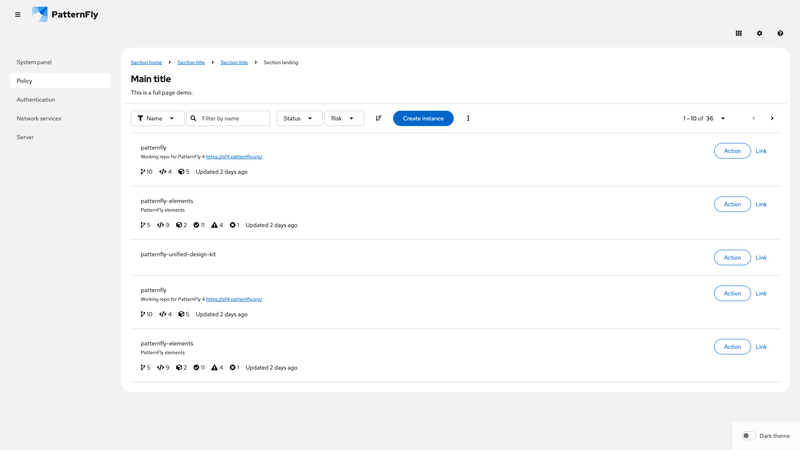 PatternFly
System panel
Policy
Authentication
Network services
Server
Section home Section title Section title Section landing
Main title
This is a full page demo.
Name Filter by name Status Risk Create instance 1 - 10 of 36
patternfly
Working repo for PatternFly 4 https://pf4.patternfly.org/
10 4 5 Updated 2 days ago
Action Link
patternfly-elements
PatternFly elements
5 9 2 11 4 1 Updated 2 days ago
Action Link
patternfly-unified-design-kit
Action Link
patternfly
Working repo for PatternFly 4 https://pf4.patternfly.org/
10 4 5 Updated 2 days ago
Action Link
patternfly-elements
PatternFly elements
5 9 2 11 4 1 Updated 2 days ago
Action Link
Dark theme